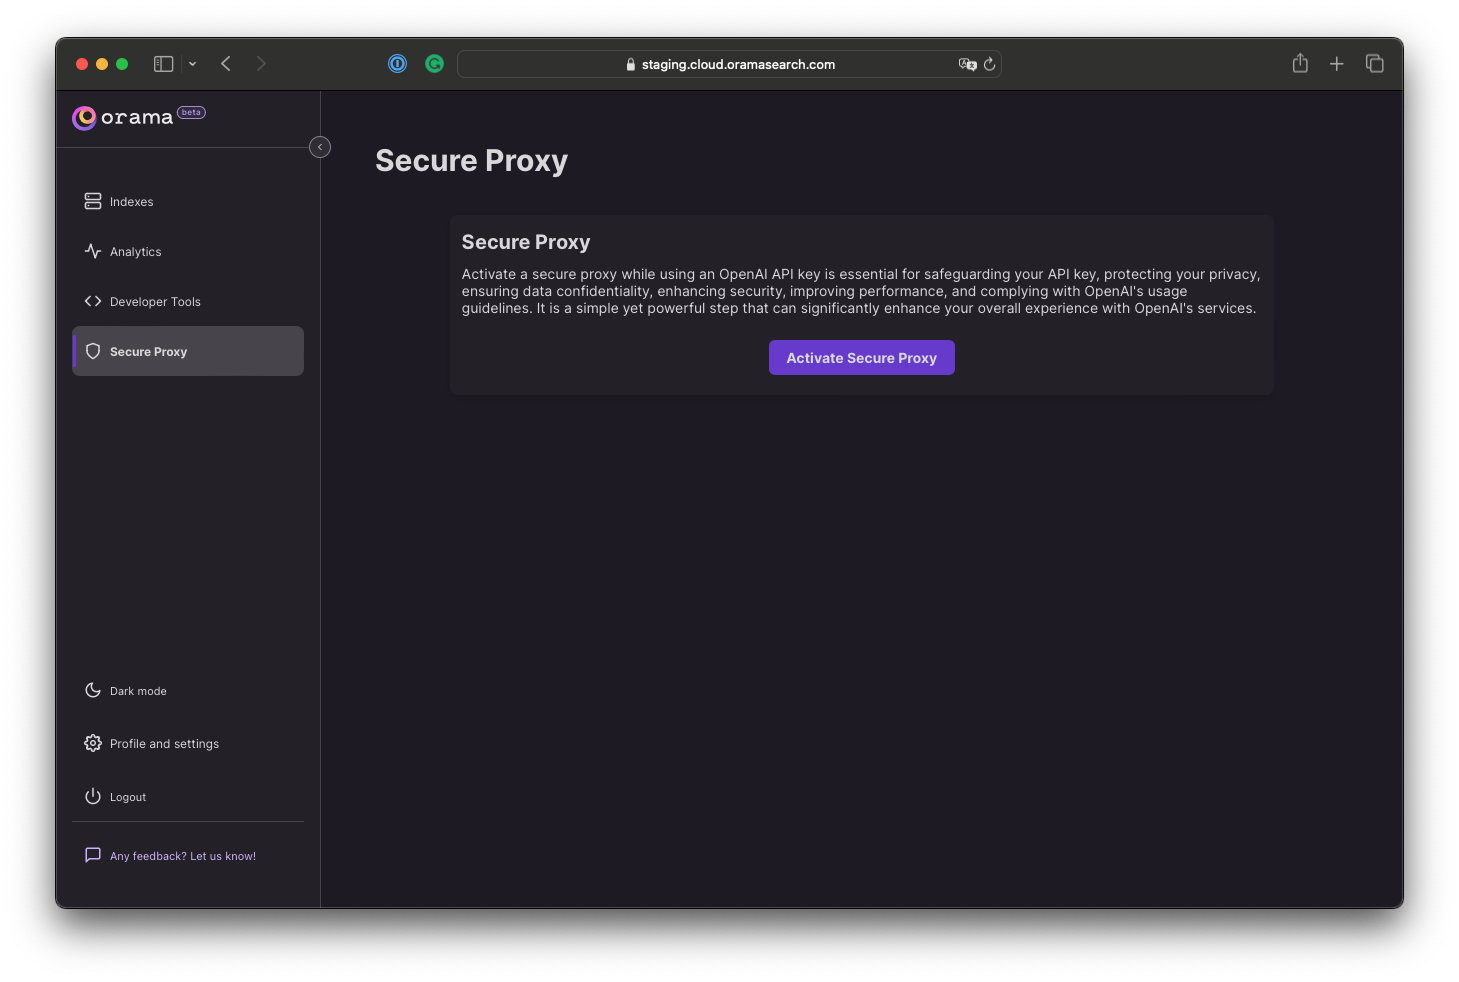 staging.cloud.oramasearch.com
orama beta
Indexes
Analytics
Developer Tools
Secure Proxy
Dark mode
Profile and settings
Logout
Any feedback? Let us know!
Secure Proxy
Secure Proxy
Activate a secure proxy while using an OpenAI API key is essential for safeguarding your API key, protecting your privacy,
ensuring data confidentiality, enhancing security, improving performance, and complying with OpenAI's usage
guidelines. It is a simple yet powerful step that can significantly enhance your overall experience with OpenAI's services.
Activate Secure Proxy